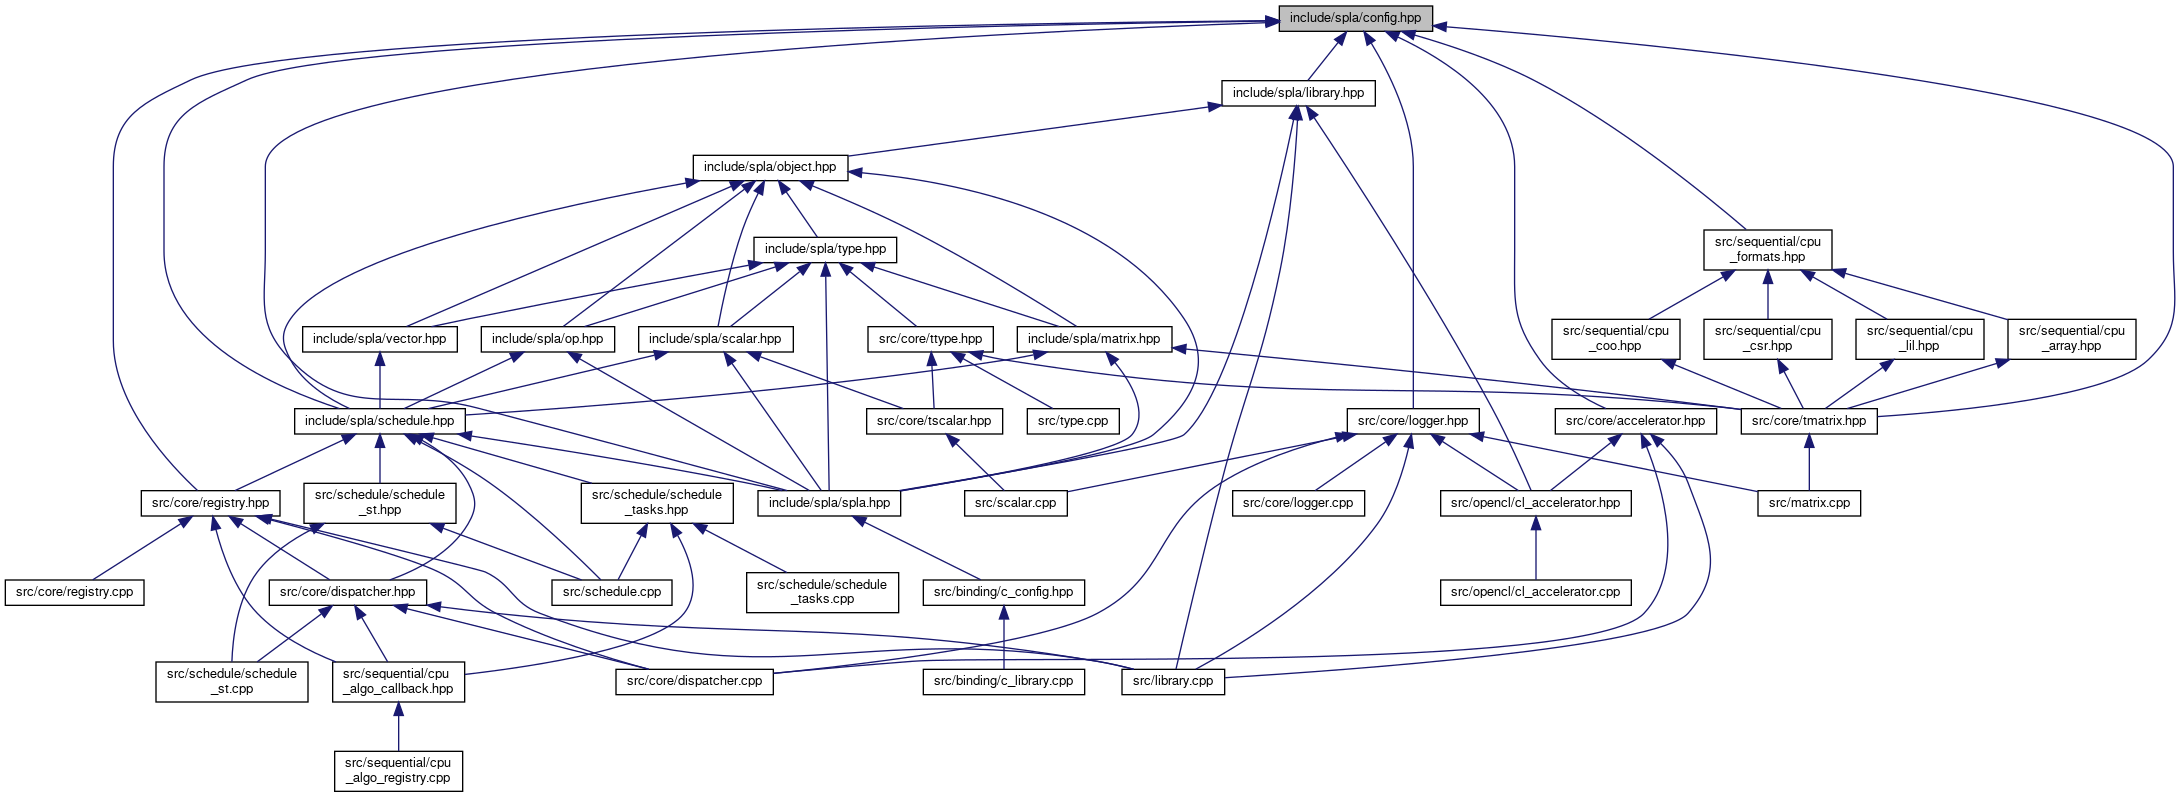 include/spla/config.hpp
include/spla/library.hpp
include/spla/object.hpp
include/spla/type.hpp
src/sequential/cpu
_formats.hpp
include/spla/vector.hpp
include/spla/op.hpp
include/spla/scalar.hpp
src/core/ttype.hpp
include/spla/matrix.hpp
src/sequential/cpu
_coo.hpp
src/sequential/cpu
_csr.hpp
src/sequential/cpu
_lil.hpp
src/sequential/cpu
_array.hpp
include/spla/schedule.hpp
src/core/tscalar.hpp
src/type.cpp
src/core/logger.hpp
src/core/accelerator.hpp
src/core/tmatrix.hpp
src/core/registry.hpp
src/schedule/schedule
_st.hpp
src/schedule/schedule
_tasks.hpp
include/spla/spla.hpp
src/scalar.cpp
src/core/logger.cpp
src/opencl/cl_accelerator.hpp
src/matrix.cpp
src/core/registry.cpp
src/core/dispatcher.hpp
src/schedule.cpp
src/schedule/schedule
_tasks.cpp
src/binding/c_config.hpp
src/opencl/cl_accelerator.cpp
src/schedule/schedule
_st.cpp
src/sequential/cpu
_algo_callback.hpp
src/core/dispatcher.cpp
src/binding/c_library.cpp
src/library.cpp
src/sequential/cpu
_algo_registry.cpp